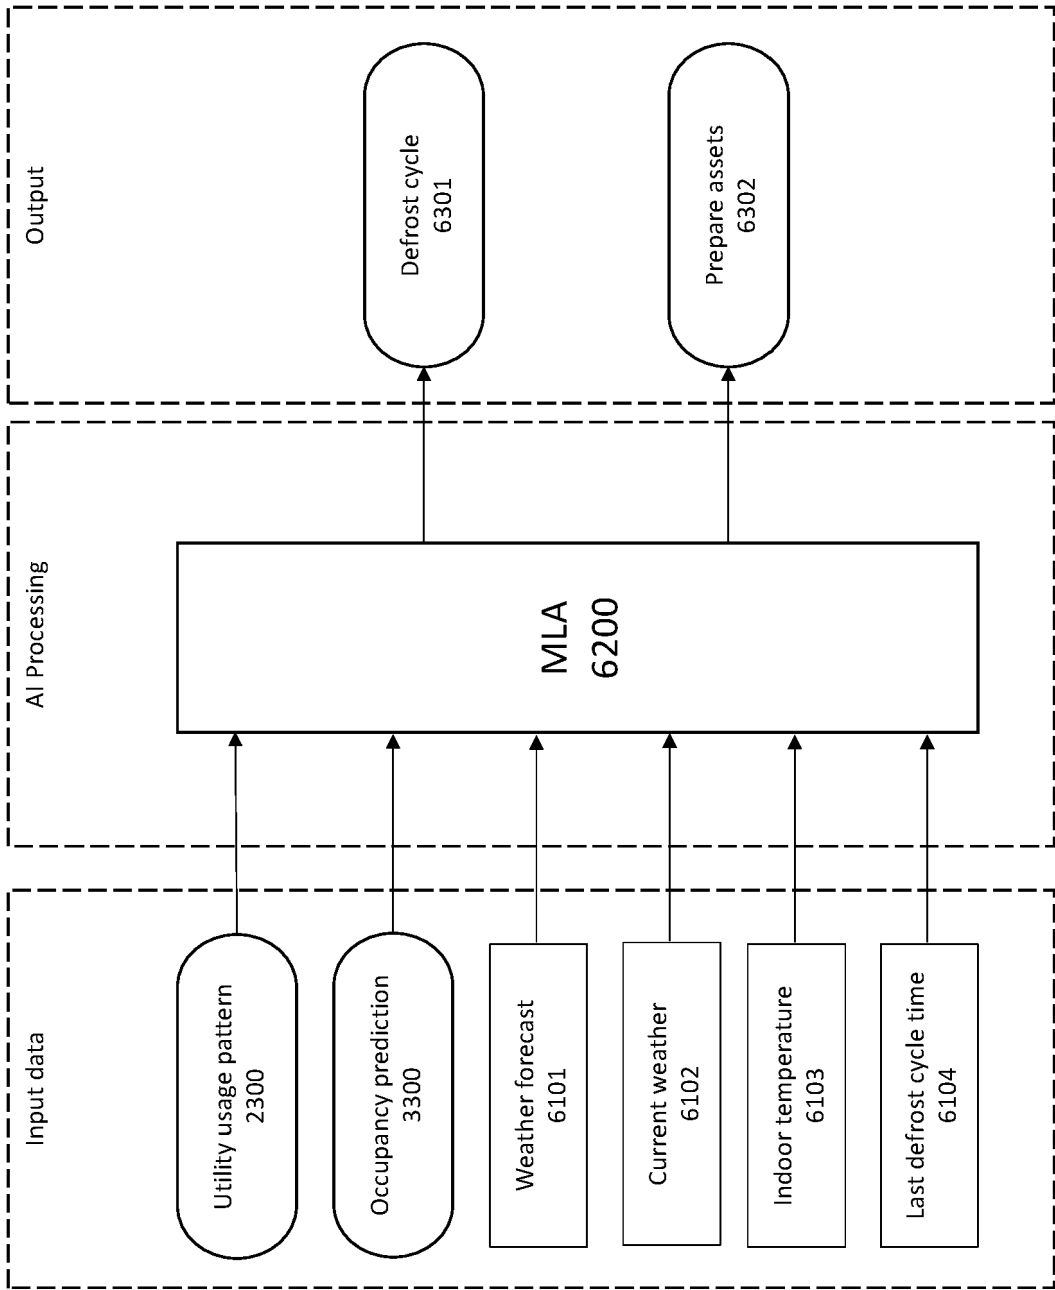 Input data
Utility usage pattern
2300
Occupancy prediction
3300
Weather forecast
6101
Current weather
6102
Indoor temperature
6103
Last defrost cycle time
6104
AI Processing
MLA
6200
Output
Defrost cycle
6301
Prepare assets
6302